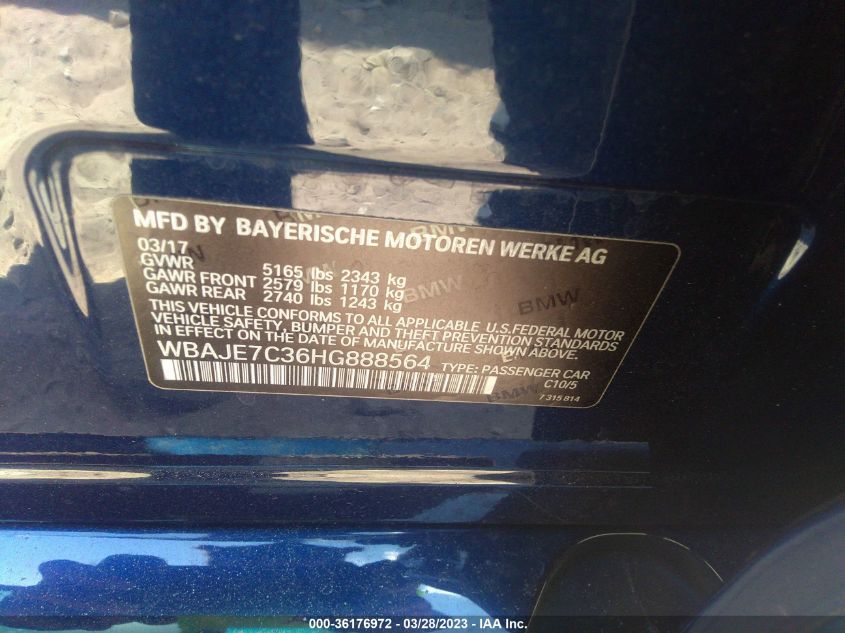 MFD BY BAYERISCHE MOTOREN WERKE AG
03/17
GVWR 5165 lbs 2343 kg
GAWR FRONT 2579 lbs 1170 kg
GAWR REAR 2740 lbs 1243 kg
THIS VEHICLE CONFORMS TO ALL APPLICABLE U.S.FEDERAL MOTOR
VEHICLE SAFETY, BUMPER AND THEFT PREVENTION STANDARDS
IN EFFECT ON THE DATE OF MANUFACTURE SHOWN ABOVE.
WBAJE7C36HG888564 TYPE: PASSENGER CAR
C10/5
7 315 814
BMW
BMW
000-36176972 - 03/28/2023 - IAA Inc.